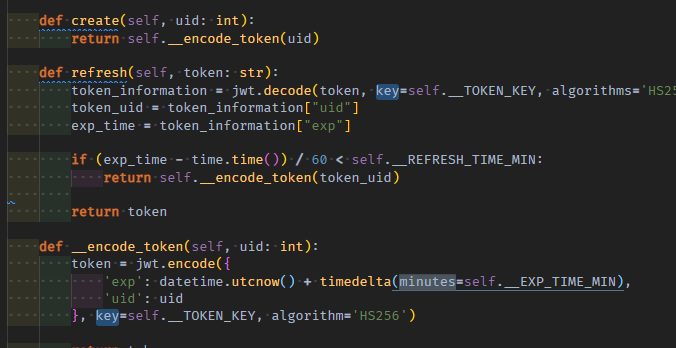 def create(self, uid: int):
return self.__encode_token(uid)
def refresh(self, token: str):
token_information = jwt.decode(token, key=self.__TOKEN_KEY, algorithms='HS25
token_uid = token_information["uid"]
exp_time = token_information["exp"]
if (exp_time - time.time()) / 60 < self.__REFRESH_TIME_MIN:
return self.__encode_token(token_uid)
return token
def __encode_token(self, uid: int):
token = jwt.encode({
'exp': datetime.utcnow() + timedelta(minutes=self.__EXP_TIME_MIN),
'uid': uid
}, key=self.__TOKEN_KEY, algorithm='HS256')